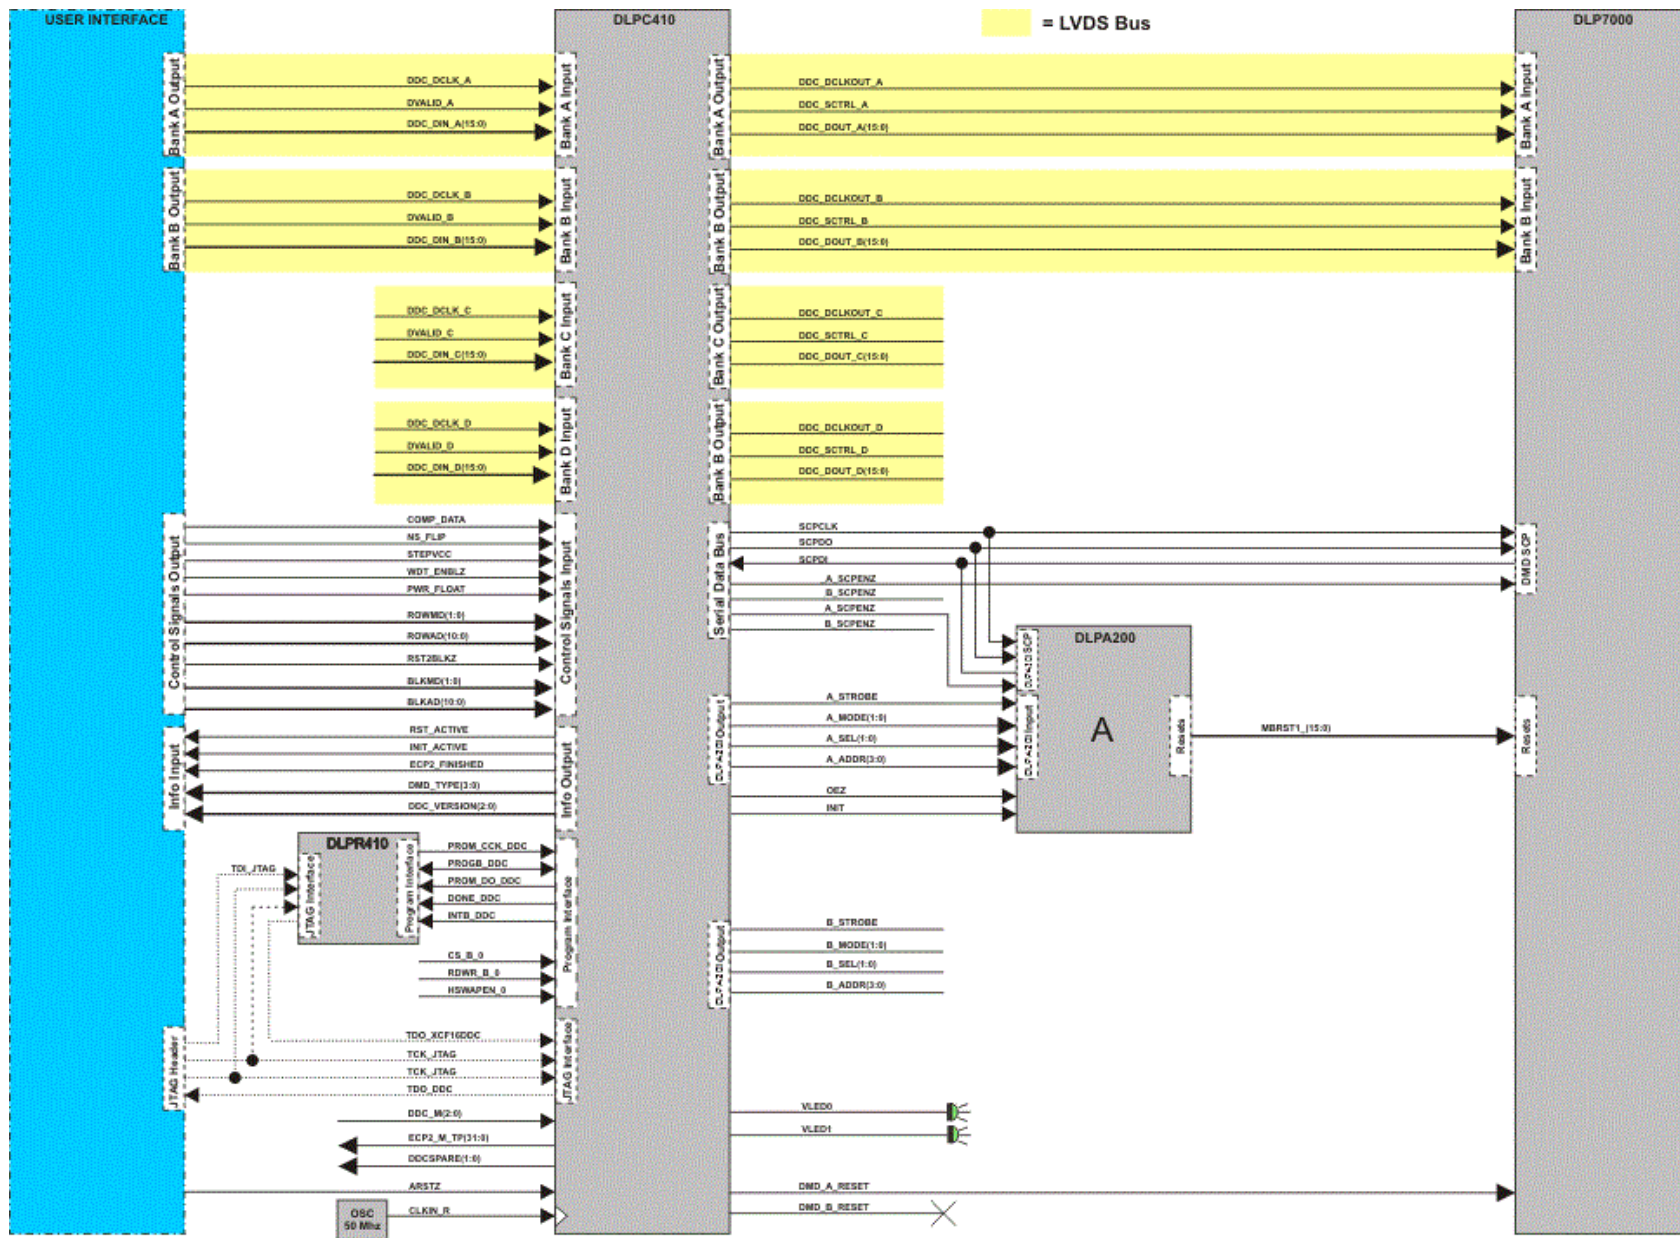 USER INTERFACE
DLPC410
= LVDS Bus
DLP7000
Bank A Output
DDC_DCLK_A
DVALID_A
DDC_DIN_A(15:0)
Bank A Input
Bank A Output
DDC_DCLKOUT_A
DDC_SCTRL_A
DDC_DOUT_A(15:0)
Bank A Input
Bank B Output
DDC_DCLK_B
DVALID_B
DDC_DIN_B(15:0)
Bank B Input
Bank B Output
DDC_DCLKOUT_B
DDC_SCTRL_B
DDC_DOUT_B(15:0)
Bank B Input
DDC_DCLK_C
DVALID_C
DDC_DIN_C(15:0)
Bank C Input
Bank C Output
DDC_DCLKOUT_C
DDC_SCTRL_C
DDC_DOUT_C(15:0)
DDC_DCLK_D
DVALID_D
DDC_DIN_D(15:0)
Bank D Input
Bank B Output
DDC_DCLKOUT_D
DDC_SCTRL_D
DDC_DOUT_D(15:0)
Control Signals Output
COMP_DATA
NS_FLIP
STEPVCC
WDT_ENBLZ
PWR_FLOAT
ROWMD(1:0)
ROWAD(10:0)
RST2BLKZ
BLKMD(1:0)
BLKAD(10:0)
Control Signals Input
Serial Data Bus
SCPCLK
SCPDO
SCPDI
A_SCPENZ
B_SCPENZ
A_SCPENZ
B_SCPENZ
DMD SCP
DLPA200
DLPA200 SCP
A
DLPA200 Output
A_STROBE
A_MODE(1:0)
A_SEL(1:0)
A_ADDR(3:0)
OEZ
INIT
DLPA200 Input
Resets
MBRST1_(15:0)
Resets
Info Input
RST_ACTIVE
INIT_ACTIVE
ECP2_FINISHED
DMD_TYPE(3:0)
DDC_VERSION(2:0)
Info Output
DLPR410
TDI_JTAG
JTAG Interface
Program Interface
PROM_CCK_DDC
PROGB_DDC
PROM_DO_DDC
DONE_DDC
INTB_DDC
CS_B_0
RDWR_B_0
HSWAPEN_0
Program Interface
DLPA200 Output
B_STROBE
B_MODE(1:0)
B_SEL(1:0)
B_ADDR(3:0)
JTAG Header
TDO_XCF16DDC
TCK_JTAG
TCK_JTAG
TDO_DDC
JTAG Interface
DDC_M(2:0)
ECP2_M_TP(31:0)
DDCSPARE(1:0)
VLED0
VLED1
ARSTZ
OSC
50 Mhz
CLKIN_R
DMD_A_RESET
DMD_B_RESET